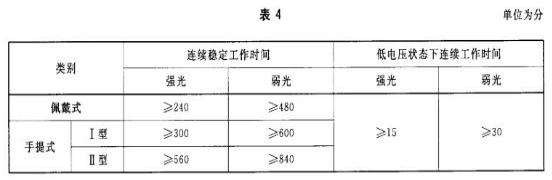 表 4
单位为分
类别 连续稳定工作时间 低电压状态下连续工作时间
强光 弱光 强光 弱光
佩戴式 ≥240 ≥480 ≥15 ≥30
手提式 Ⅰ型 ≥300 ≥600
Ⅱ型 ≥560 ≥840